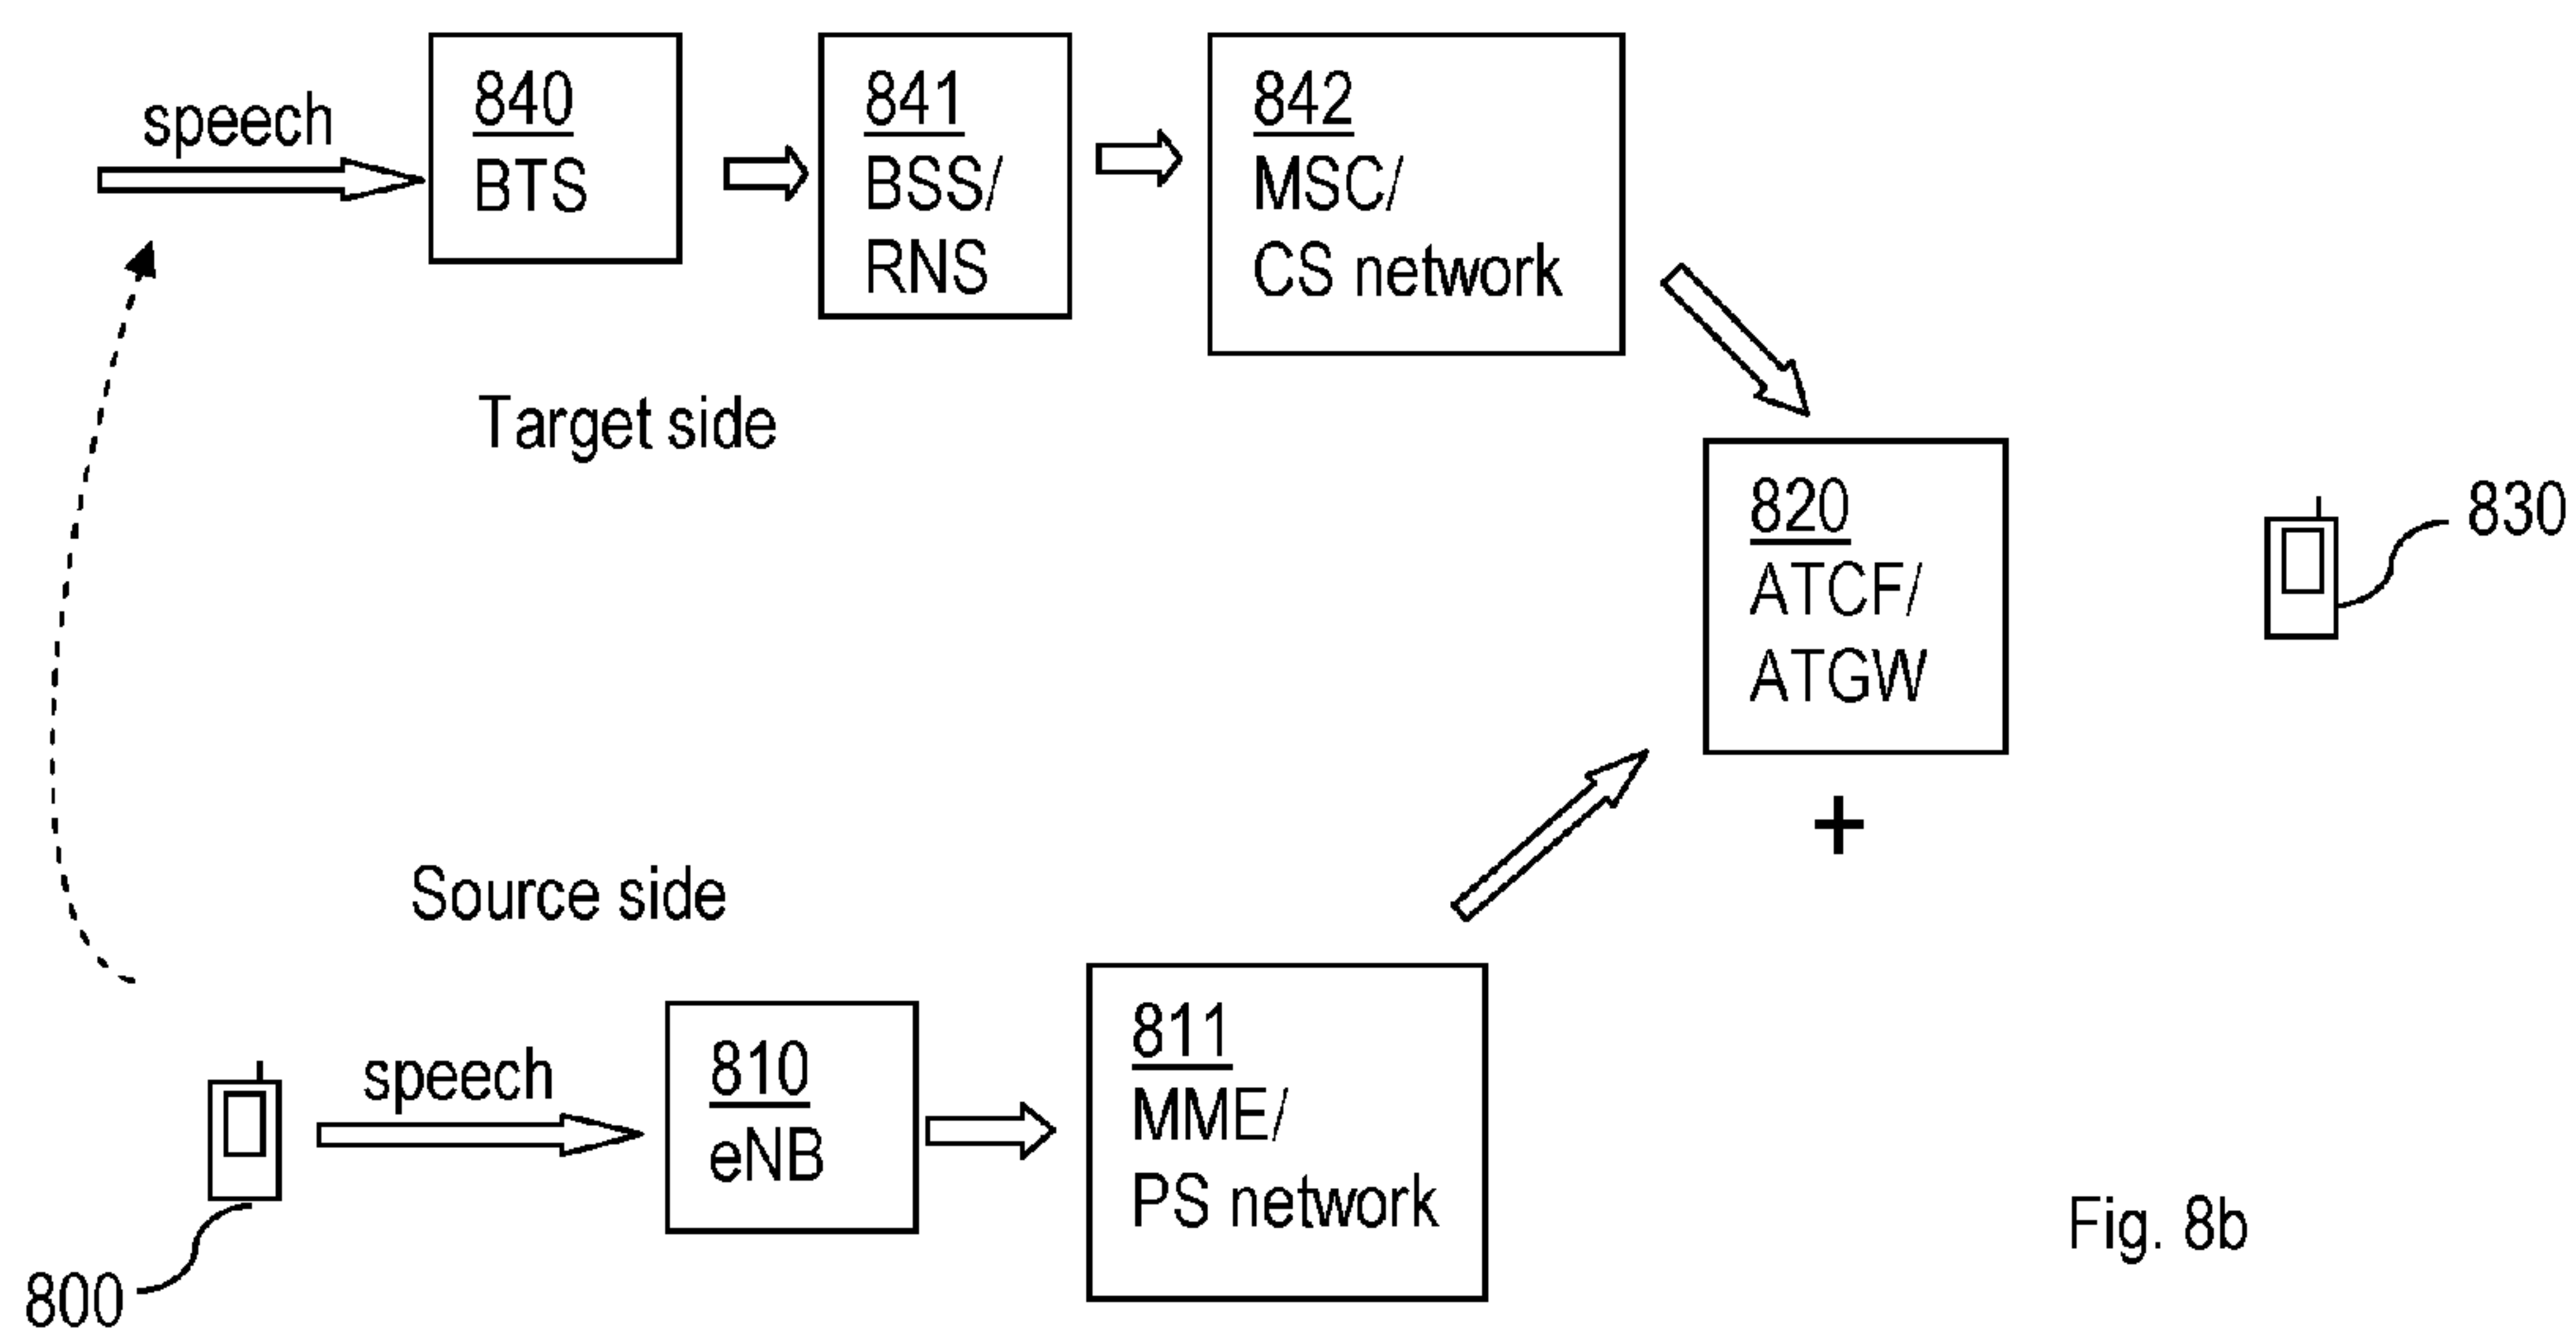 speech
840
BTS
841
BSS/
RNS
842
MSC/
CS network
Target side
820
ATCF/
ATGW
830
Source side
800
speech
810
eNB
811
MME/
PS network
+
Fig. 8b